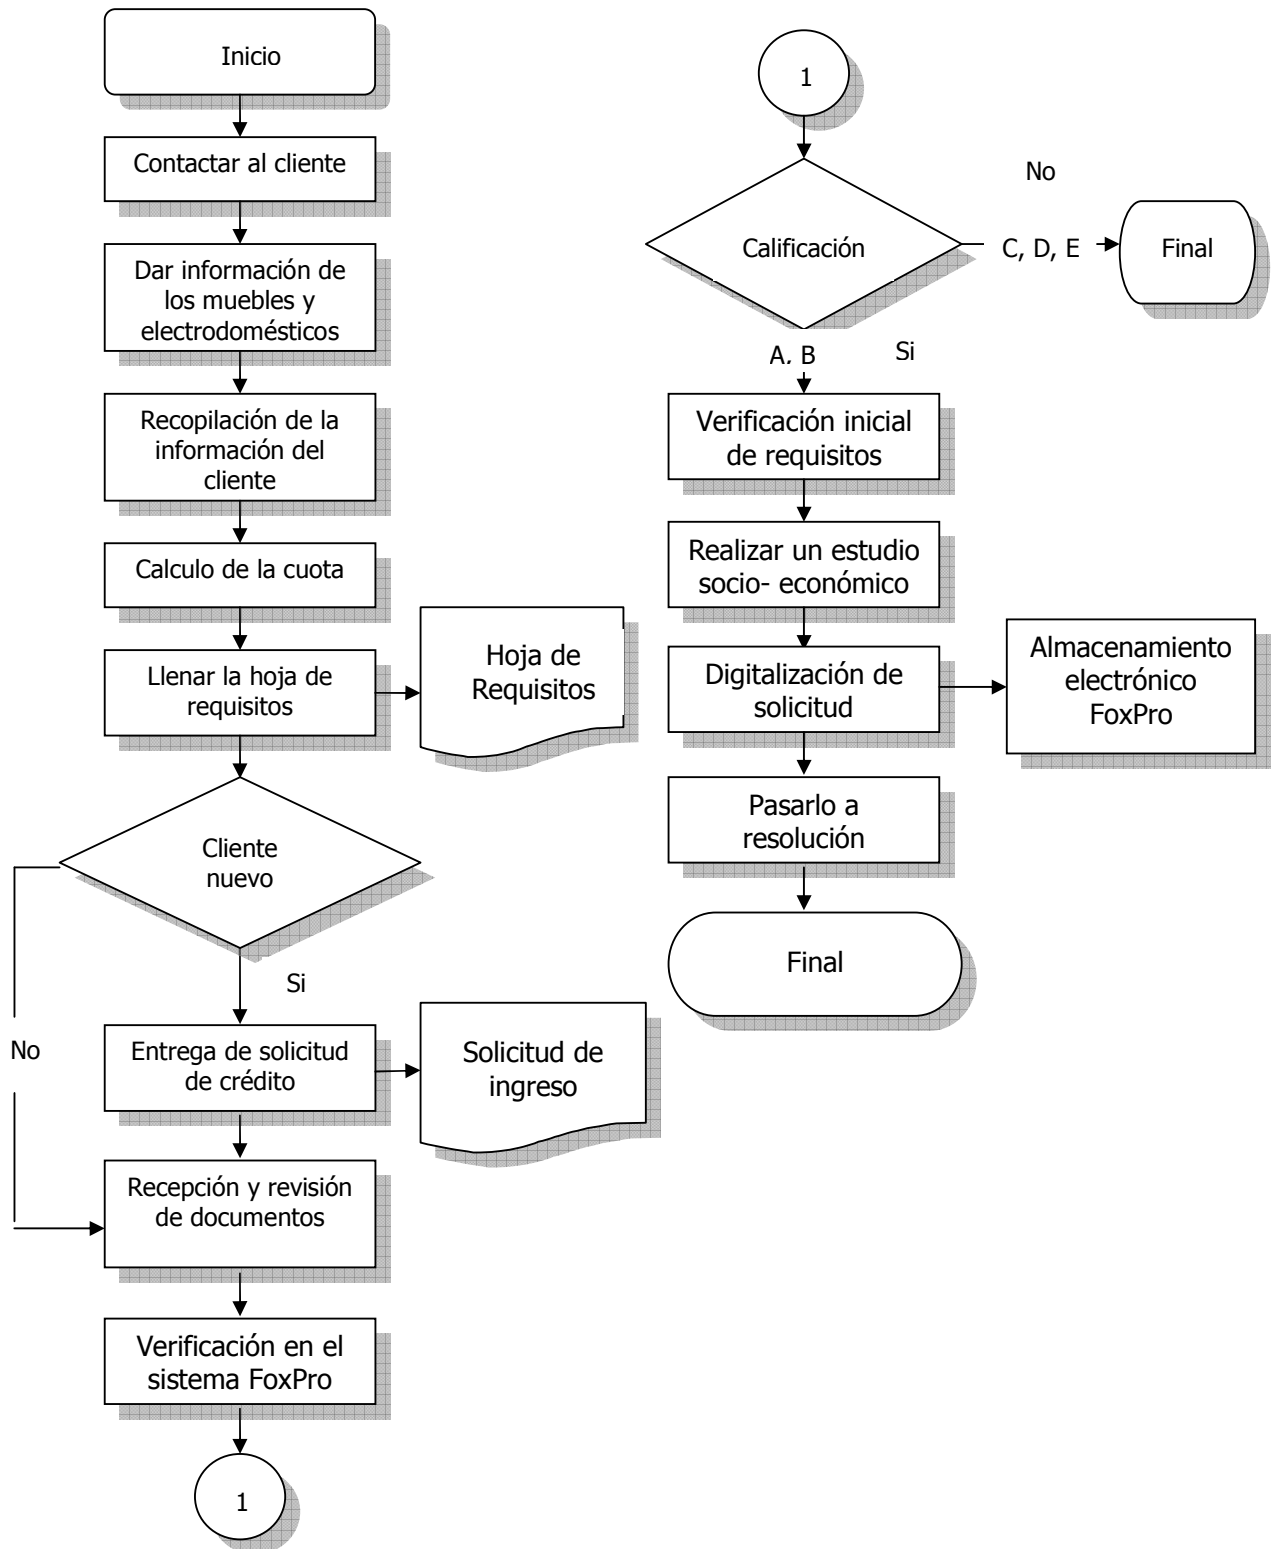 Inicio
Contactar al cliente
Dar información de
los muebles y
electrodomésticos
Recopilación de la
información del
cliente
Calculo de la cuota
Llenar la hoja de
requisitos
Hoja de
Requisitos
Cliente
nuevo
Si
No
Entrega de solicitud
de crédito
Solicitud de
ingreso
Recepción y revisión
de documentos
Verificación en el
sistema FoxPro
1
1
Calificación
No
C, D, E
Final
A. B
Si
Verificación inicial
de requisitos
Realizar un estudio
socio- económico
Digitalización de
solicitud
Almacenamiento
electrónico
FoxPro
Pasarlo a
resolución
Final